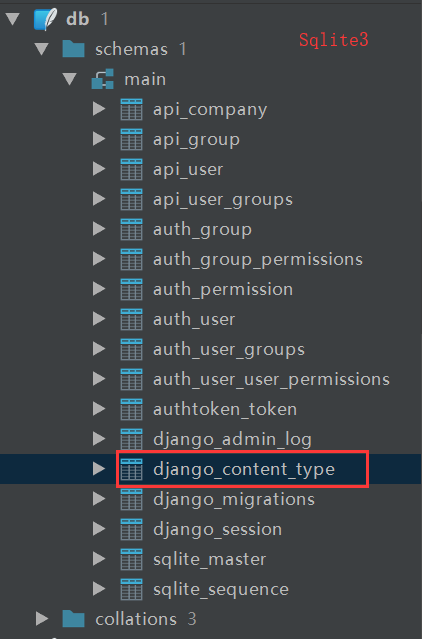 db 1
Sqlite3
schemas 1
main
api_company
api_group
api_user
api_user_groups
auth_group
auth_group_permissions
auth_permission
auth_user
auth_user_groups
auth_user_user_permissions
authtoken_token
django_admin_log
django_content_type
django_migrations
django_session
sqlite_master
sqlite_sequence
collations 3